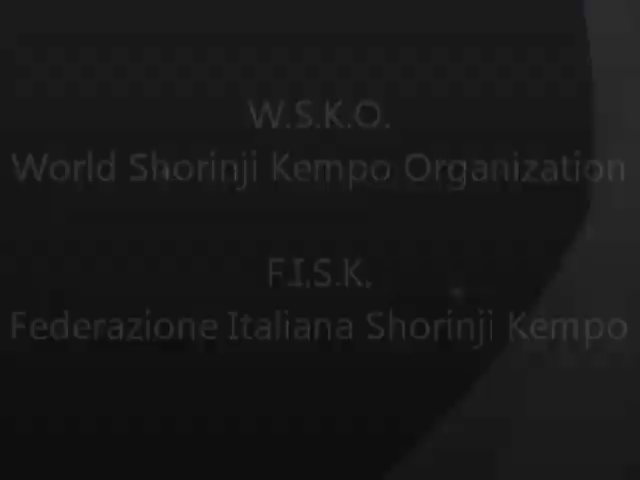 W.S.K.O.
World Shorinji Kempo Organization
F.I.S.K.
Federazione Italiana Shorinji Kempo